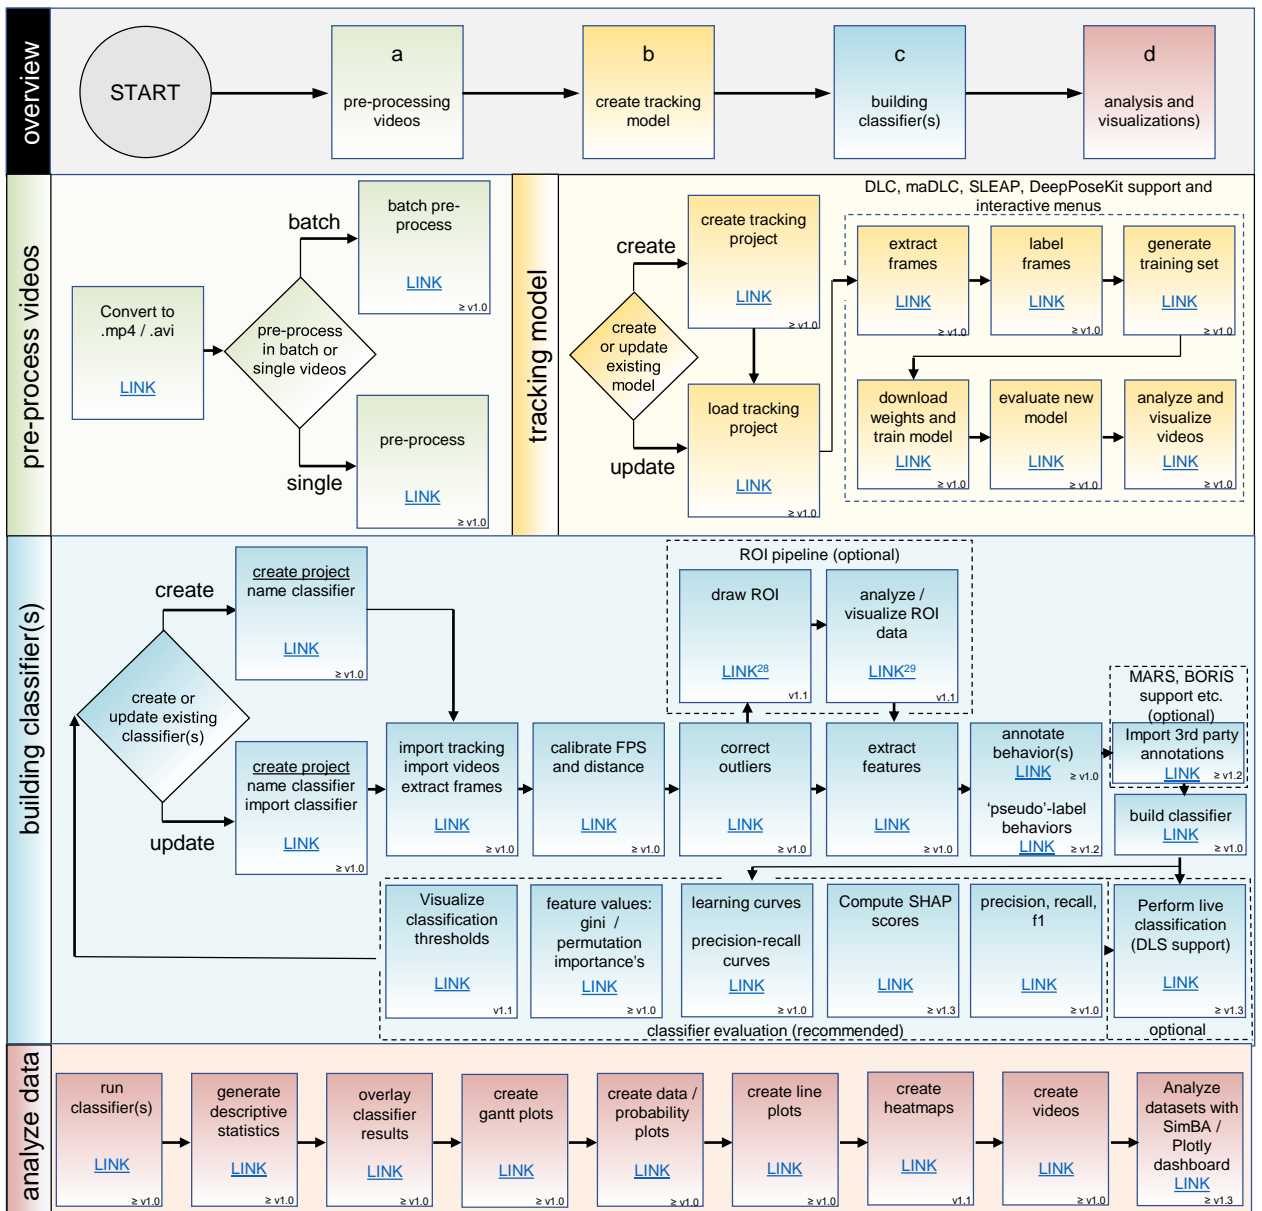 overview
START
a
pre-processing
videos
b
create tracking
model
c
building
classifier(s)
d
analysis and
visualizations)
pre-process videos
Convert to
.mp4 / .avi
LINK
pre-process
in batch or
single videos
batch
batch pre-
process
LINK
≥ v1.0
single
pre-process
LINK
≥ v1.0
tracking model
create
or update
existing
model
create
create tracking
project
LINK
≥ v1.0
update
load tracking
project
LINK
≥ v1.0
DLC, maDLC, SLEAP, DeepPoseKit support and
interactive menus
extract
frames
LINK
≥ v1.0
label
frames
LINK
≥ v1.0
generate
training set
LINK
≥ v1.0
download
weights and
train model
LINK
≥ v1.0
evaluate new
model
LINK
≥ v1.0
analyze and
visualize
videos
LINK
≥ v1.0
building classifier(s)
create or
update existing
classifier(s)
create
create project
name classifier
LINK
≥ v1.0
update
create project
name classifier
import classifier
LINK
≥ v1.0
import tracking
import videos
extract frames
LINK
≥ v1.0
calibrate FPS
and distance
LINK
≥ v1.0
correct
outliers
LINK
≥ v1.0
ROI pipeline (optional)
draw ROI
LINK28
v1.1
analyze /
visualize ROI
data
LINK29
v1.1
extract
features
LINK
≥ v1.0
annotate
behavior(s)
LINK
≥ v1.0
'pseudo'-label
behaviors
LINK
≥ v1.2
MARS, BORIS
support etc.
(optional)
Import 3rd party
annotations
LINK
≥ v1.2
build classifier
LINK
≥ v1.0
Visualize
classification
thresholds
LINK
v1.1
feature values:
gini /
permutation
importance's
LINK
≥ v1.0
learning curves
precision-recall
curves
LINK
≥ v1.0
Compute SHAP
scores
LINK
≥ v1.3
precision, recall,
f1
LINK
≥ v1.0
Perform live
classification
(DLS support)
LINK
≥ v1.3
classifier evaluation (recommended)
optional
analyze data
run
classifier(s)
LINK
≥ v1.0
generate
descriptive
statistics
LINK
≥ v1.0
overlay
classifier
results
LINK
≥ v1.0
create
gantt plots
LINK
≥ v1.0
create data /
probability
plots
LINK
≥ v1.0
create line
plots
LINK
≥ v1.0
create
heatmaps
LINK
v1.1
create
videos
LINK
≥ v1.0
Analyze
datasets with
SimBA /
Plotly
dashboard
LINK
≥ v1.3